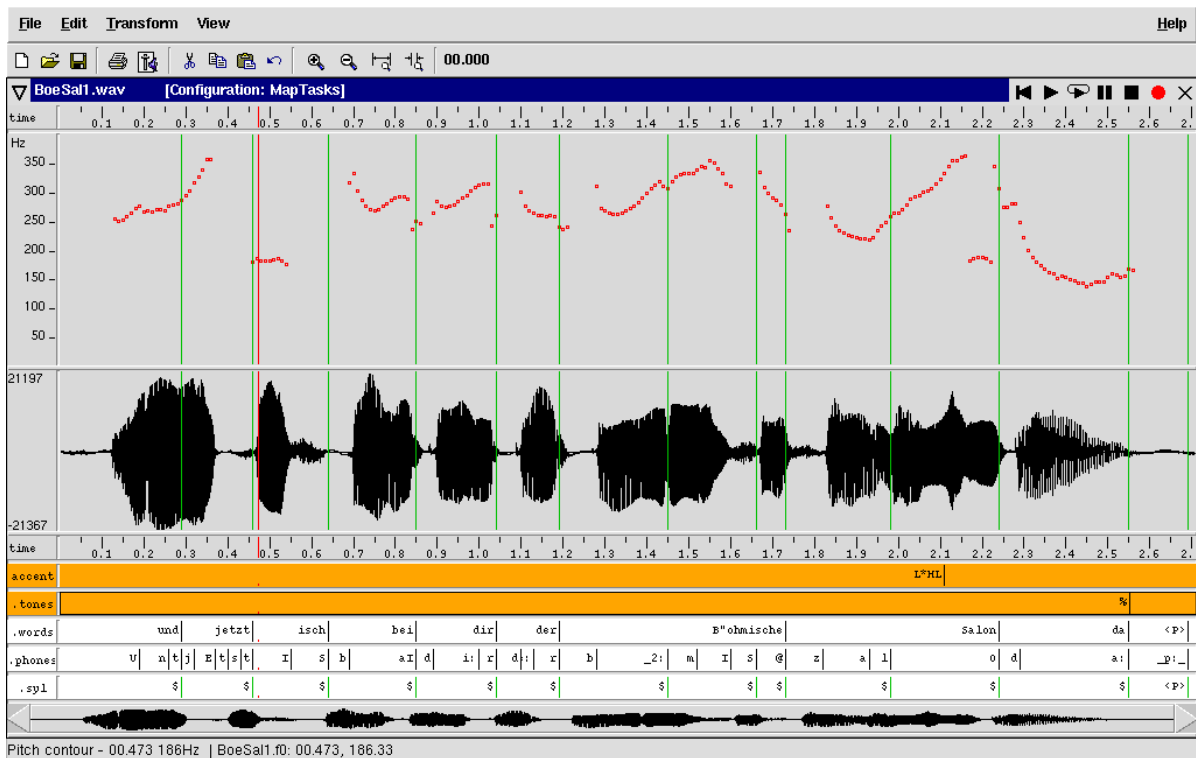 File Edit Transform View Help
00.000
BoeSal1.wav [Configuration: MapTasks]
time 0.1 0.2 0.3 0.4 0.5 0.6 0.7 0.8 0.9 1.0 1.1 1.2 1.3 1.4 1.5 1.6 1.7 1.8 1.9 2.0 2.1 2.2 2.3 2.4 2.5 2.6 2.
Hz
350
300
250
200
150
100
50
21197
-21367
time 0.1 0.2 0.3 0.4 0.5 0.6 0.7 0.8 0.9 1.0 1.1 1.2 1.3 1.4 1.5 1.6 1.7 1.8 1.9 2.0 2.1 2.2 2.3 2.4 2.5 2.6 2.
accent L*HL
.tones %
.words und jetzt isch bei dir der B"ohmische Salon da <P>
.phones U n t j E t s t I S b aI d i: r d r b _2: m I S @ z a l o d a: _p:_
.syl $ $ $ $ $ $ $ $ $ $ $ $ <P>
Pitch contour - 00.473 186Hz | BoeSal1.f0: 00.473, 186.33